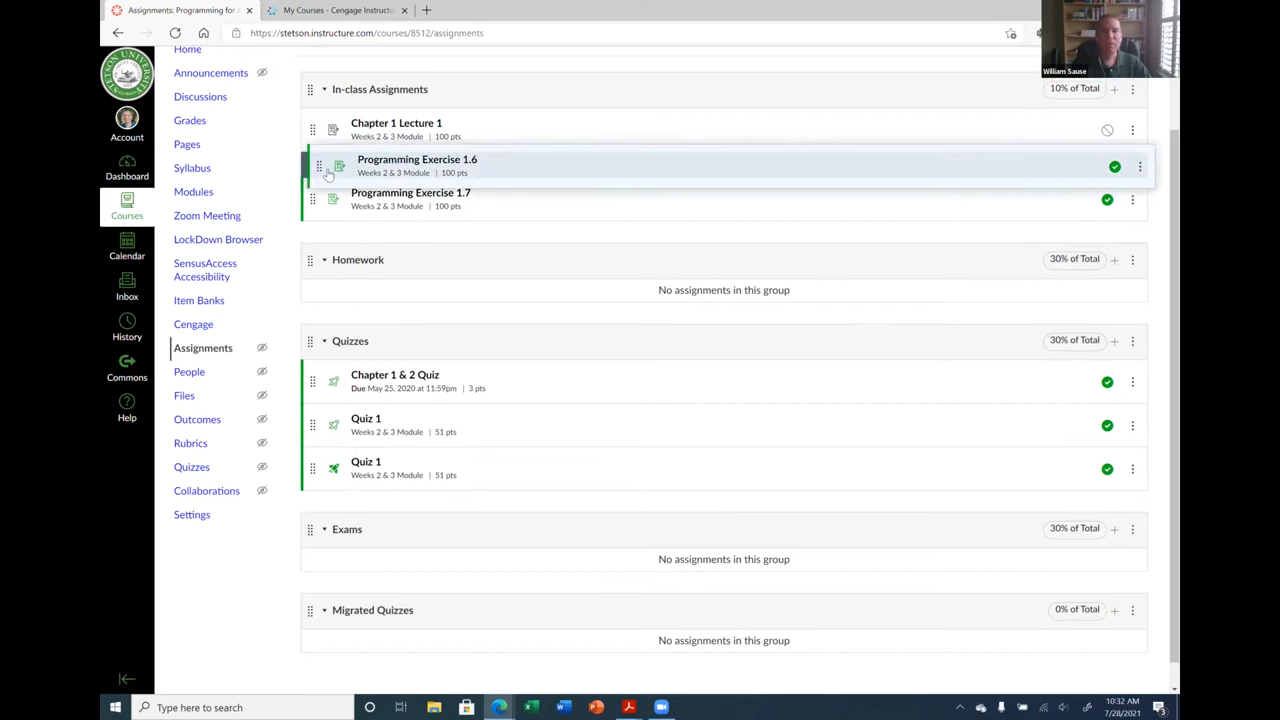 Assignments: Programming for A
My Courses - Cengage Instructo
https://stetson.instructure.com/courses/8512/assignments
William Sause
STETSON UNIVERSITY
Account
Dashboard
Courses
Calendar
Inbox
History
Commons
Help
Home
Announcements
Discussions
Grades
Pages
Syllabus
Modules
Zoom Meeting
LockDown Browser
SensusAccess
Accessibility
Item Banks
Cengage
Assignments
People
Files
Outcomes
Rubrics
Quizzes
Collaborations
Settings
In-class Assignments
10% of Total
Chapter 1 Lecture 1
Weeks 2 & 3 Module | 100 pts
Programming Exercise 1.6
Weeks 2 & 3 Module | 100 pts
Programming Exercise 1.7
Weeks 2 & 3 Module | 100 pts
Homework
30% of Total
No assignments in this group
Quizzes
30% of Total
Chapter 1 & 2 Quiz
Due May 25, 2020 at 11:59pm | 3 pts
Quiz 1
Weeks 2 & 3 Module | 51 pts
Quiz 1
Weeks 2 & 3 Module | 51 pts
Exams
30% of Total
No assignments in this group
Migrated Quizzes
0% of Total
No assignments in this group
Type here to search
10:32 AM
7/28/2021
3